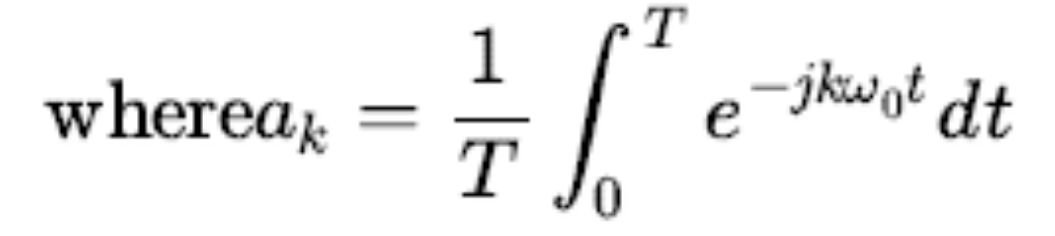 where$a_k = \frac{1}{T} \int_0^T e^{-jk\omega_0 t} dt$